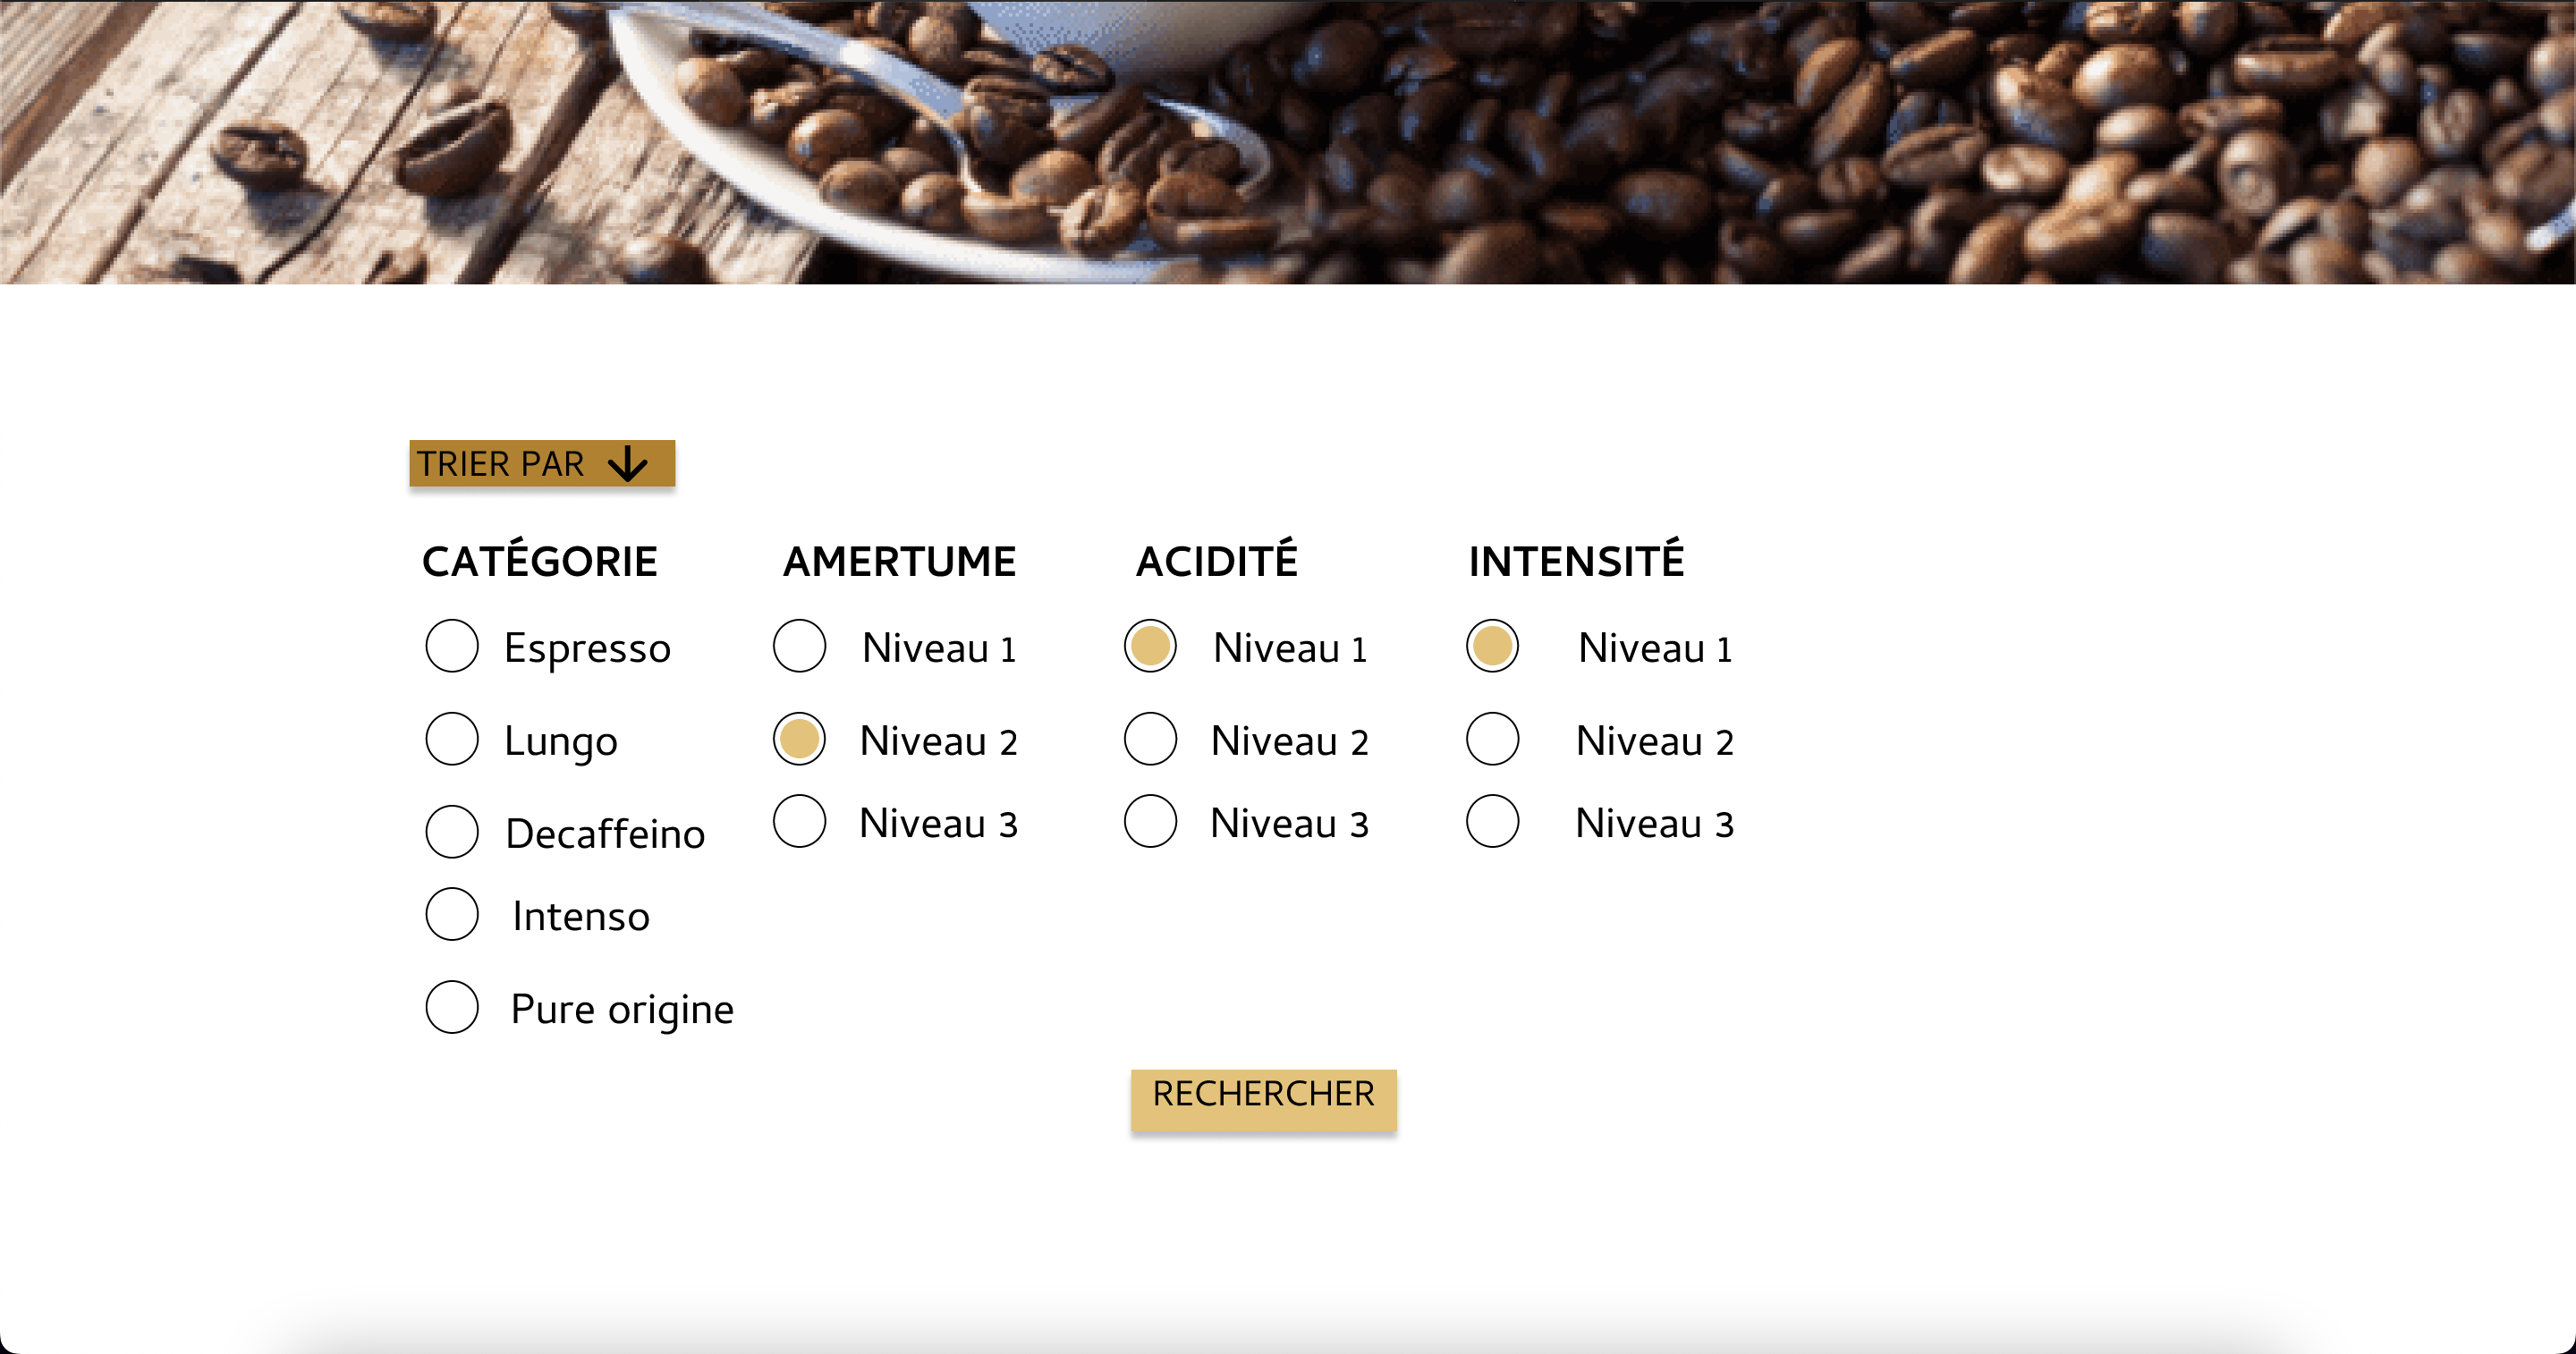 TRIER PAR
CATÉGORIE AMERTUME ACIDITÉ INTENSITÉ
Espresso Niveau 1 Niveau 1 Niveau 1
Lungo Niveau 2 Niveau 2 Niveau 2
Decaffeino Niveau 3 Niveau 3 Niveau 3
Intenso
Pure origine
RECHERCHER